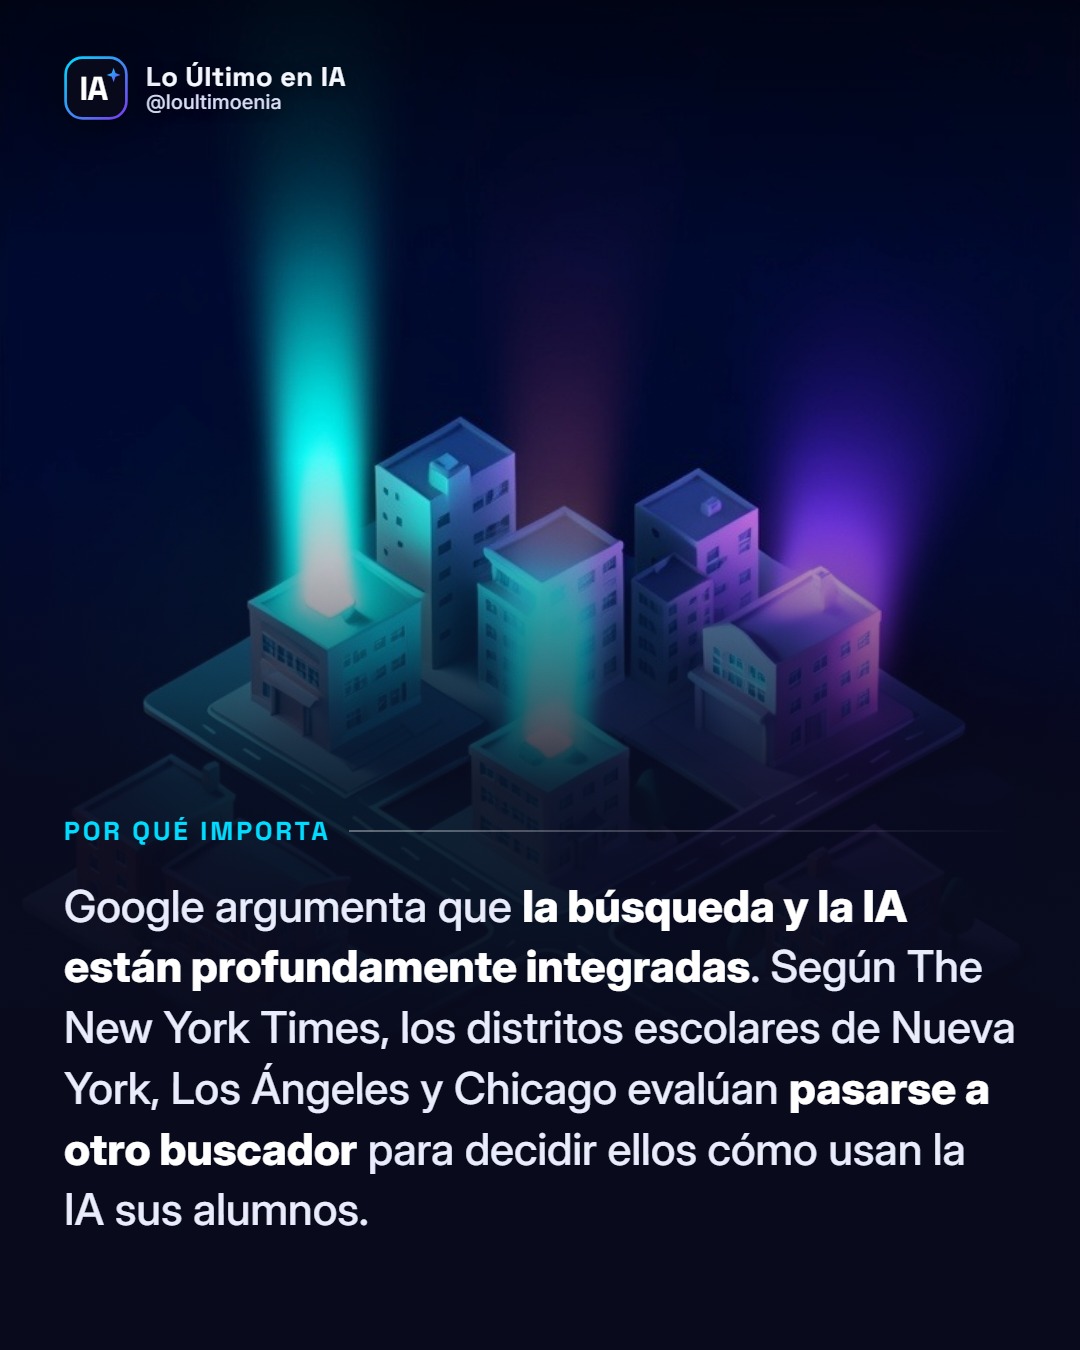 IA
Lo Último en IA
@loultimoenia
POR QUÉ IMPORTA
Google argumenta que la búsqueda y la IA
están profundamente integradas. Según The
New York Times, los distritos escolares de Nueva
York, Los Ángeles y Chicago evalúan pasarse a
otro buscador para decidir ellos cómo usan la
IA sus alumnos.